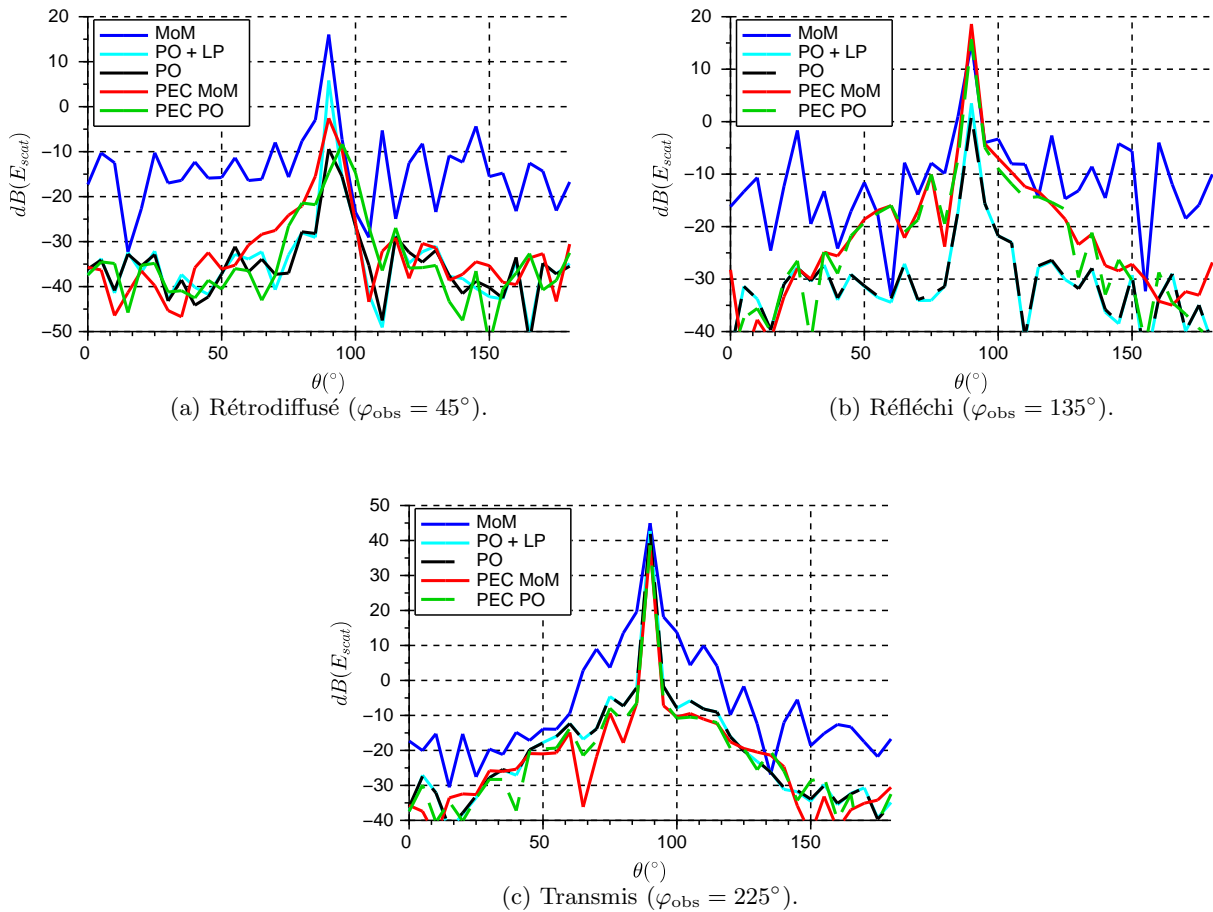 20
10
0
−10
−20
−30
−40
−50
dB(E_scat)
MoM
PO + LP
PO
PEC MoM
PEC PO
0
50
100
150
θ(°)
(a) Rétrodiffusé (φ_obs = 45°).
20
10
0
−10
−20
−30
−40
dB(E_scat)
MoM
PO + LP
PO
PEC MoM
PEC PO
0
50
100
150
θ(°)
(b) Réfléchi (φ_obs = 135°).
50
40
30
20
10
0
−10
−20
−30
−40
dB(E_scat)
MoM
PO + LP
PO
PEC MoM
PEC PO
0
50
100
150
θ(°)
(c) Transmis (φ_obs = 225°).